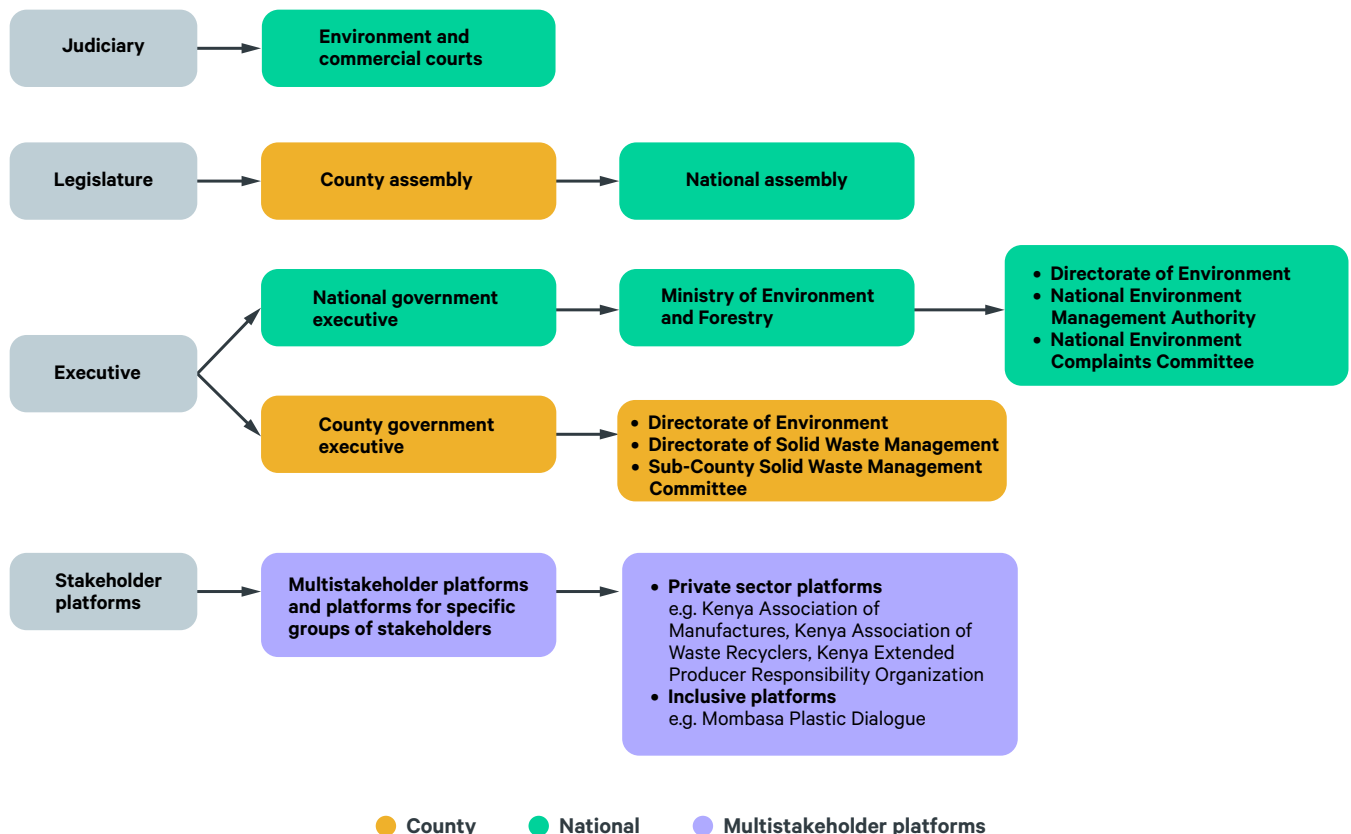 Judiciary
Environment and
commercial courts
Legislature
County assembly
National assembly
Executive
National government
executive
Ministry of Environment
and Forestry
• Directorate of Environment
• National Environment
Management Authority
• National Environment
Complaints Committee
County government
executive
• Directorate of Environment
• Directorate of Solid Waste Management
• Sub-County Solid Waste Management
Committee
Stakeholder
platforms
Multistakeholder platforms
and platforms for specific
groups of stakeholders
• Private sector platforms
e.g. Kenya Association of
Manufactures, Kenya Association of
Waste Recyclers, Kenya Extended
Producer Responsibility Organization
• Inclusive platforms
e.g. Mombasa Plastic Dialogue
County
National
Multistakeholder platforms